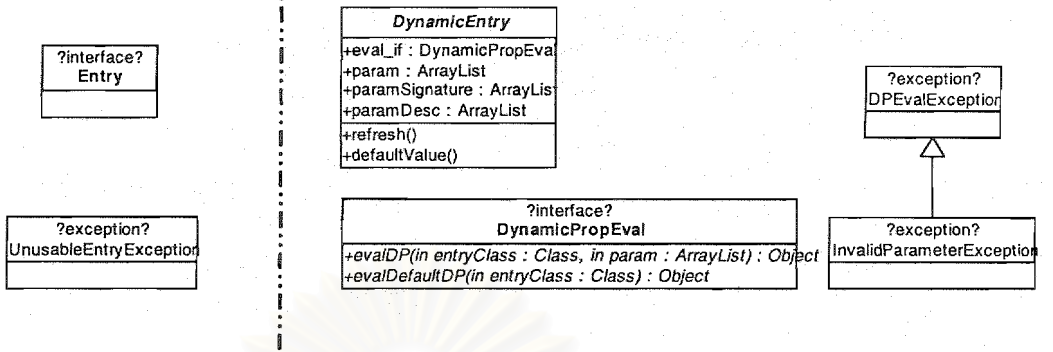 ?interface?
Entry
?exception?
UnusableEntryException
DynamicEntry
+eval_if : DynamicPropEval
+param : ArrayList
+paramSignature : ArrayList
+paramDesc : ArrayList
+refresh()
+defaultValue()
?interface?
DynamicPropEval
+evalDP(in entryClass : Class, in param : ArrayList) : Object
+evalDefaultDP(in entryClass : Class) : Object
?exception?
DPEvalException
?exception?
InvalidParameterException